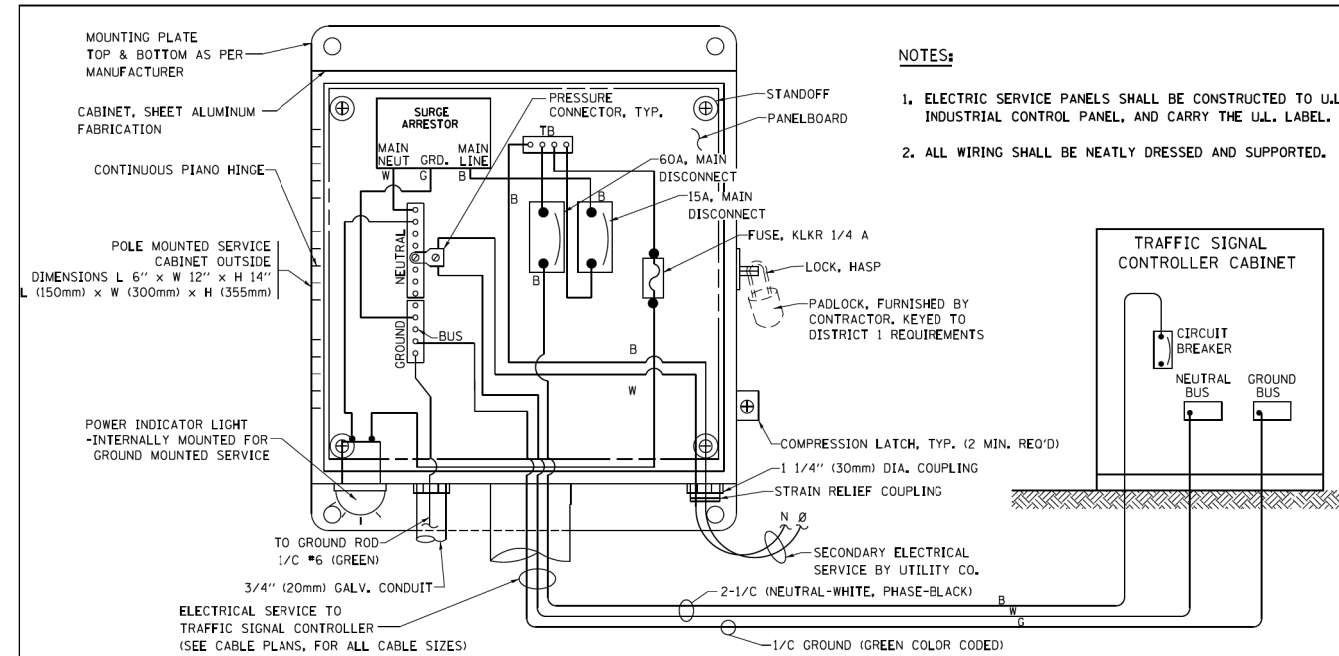 MOUNTING PLATE
TOP & BOTTOM AS PER
MANUFACTURER
CABINET, SHEET ALUMINUM
FABRICATION
CONTINUOUS PIANO HINGE
POLE MOUNTED SERVICE
CABINET OUTSIDE
DIMENSIONS L 6'' x W 12'' x H 14''
L (150mm) x W (300mm) x H (355mm)
POWER INDICATOR LIGHT
-INTERNALLY MOUNTED FOR
GROUND MOUNTED SERVICE
SURGE
ARRESTOR
MAIN
NEUT
GRD.
MAIN
LINE
W
G
B
PRESSURE
CONNECTOR, TYP.
TB
STANDOFF
PANELBOARD
60A, MAIN
DISCONNECT
15A, MAIN
DISCONNECT
B
B
B
FUSE, KLKR 1/4 A
NEUTRAL
GROUND
BUS
LOCK, HASP
PADLOCK, FURNISHED BY
CONTRACTOR, KEYED TO
DISTRICT 1 REQUIREMENTS
B
W
COMPRESSION LATCH, TYP. (2 MIN. REQ'D)
1 1/4'' (30mm) DIA. COUPLING
STRAIN RELIEF COUPLING
N Ø
SECONDARY ELECTRICAL
SERVICE BY UTILITY CO.
TO GROUND ROD
1/C #6 (GREEN)
3/4'' (20mm) GALV. CONDUIT
ELECTRICAL SERVICE TO
TRAFFIC SIGNAL CONTROLLER
(SEE CABLE PLANS, FOR ALL CABLE SIZES)
2-1/C (NEUTRAL-WHITE, PHASE-BLACK)
B
W
G
1/C GROUND (GREEN COLOR CODED)
NOTES:
1. ELECTRIC SERVICE PANELS SHALL BE CONSTRUCTED TO U.L
INDUSTRIAL CONTROL PANEL, AND CARRY THE U.L. LABEL.
2. ALL WIRING SHALL BE NEATLY DRESSED AND SUPPORTED.
TRAFFIC SIGNAL
CONTROLLER CABINET
CIRCUIT
BREAKER
NEUTRAL
BUS
GROUND
BUS